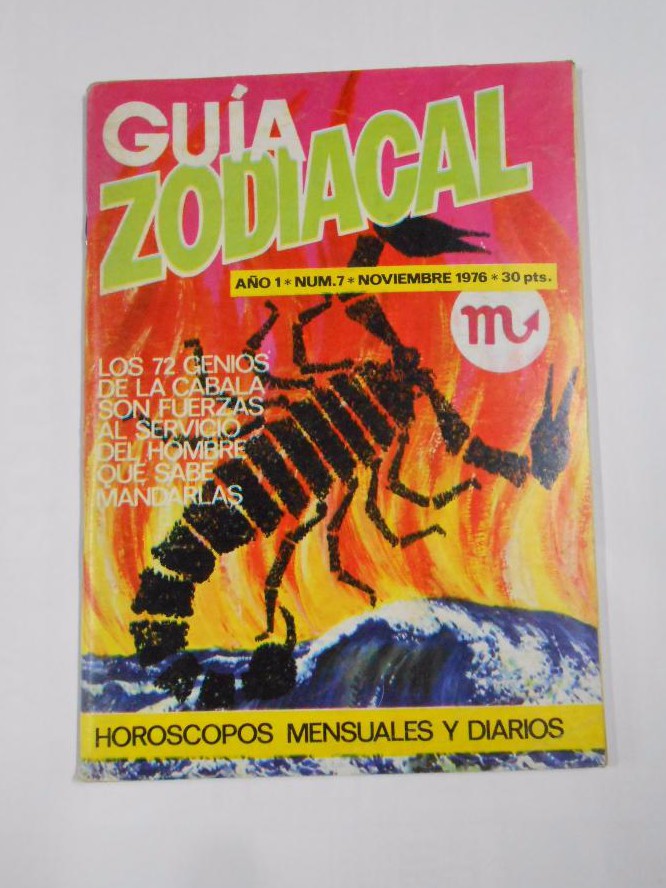 GUÍA
ZODIACAL
AÑO 1 * NUM.7 * NOVIEMBRE 1976 * 30 pts.
LOS 72 GENIOS
DE LA CABALA
SON FUERZAS
AL SERVICIO
DEL HOMBRE
QUE SABE
MANDARLAS
HOROSCOPOS MENSUALES Y DIARIOS